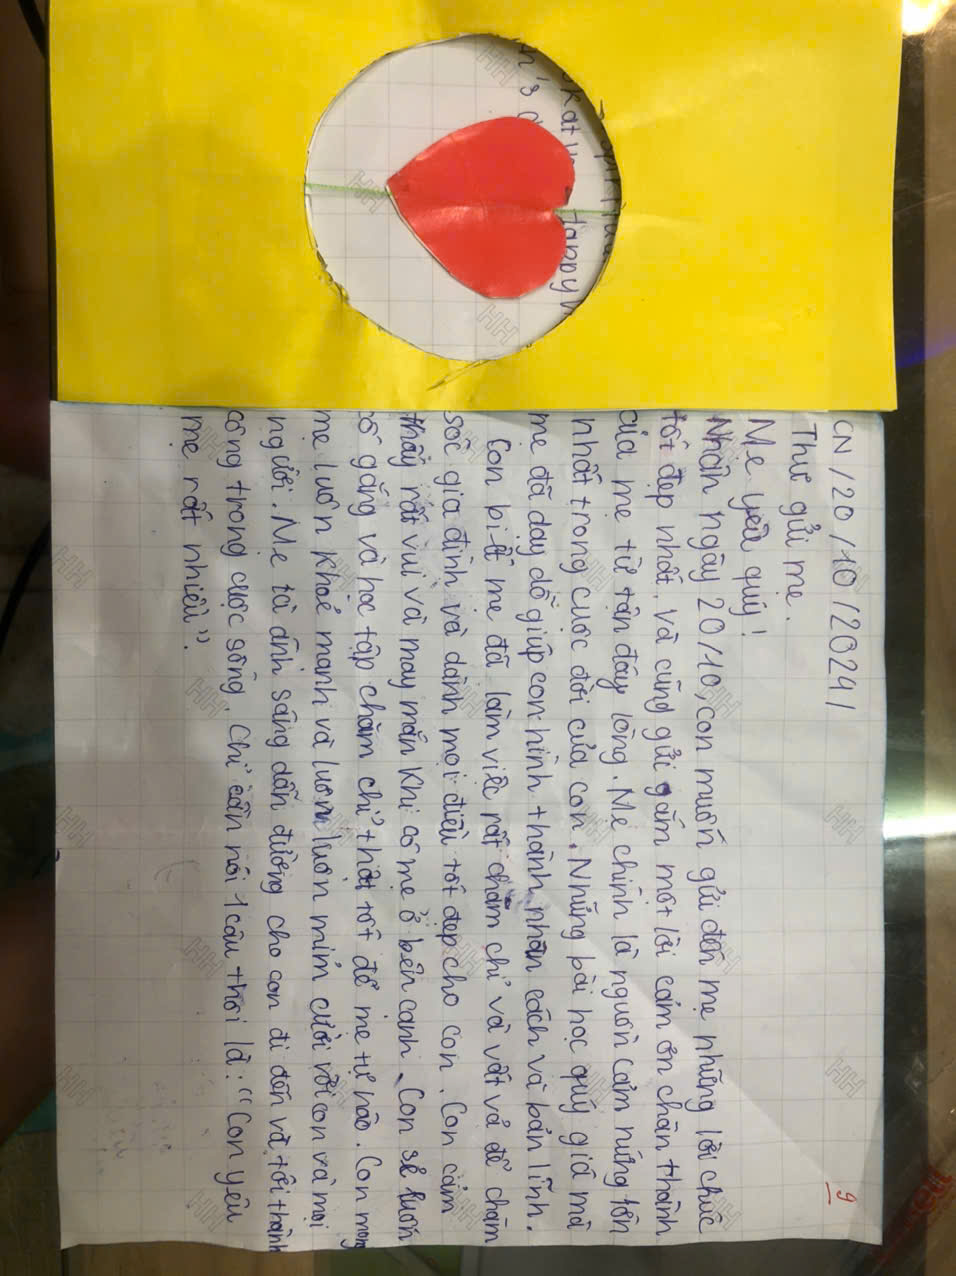 Happy
CN/20/10/2024/
9
Thư gửi mẹ.
Mẹ yêu quý!
Nhân ngày 20/10, con muốn gửi đến mẹ những lời chúc
tốt đẹp nhất, và cũng gửi gắm một lời cảm ơn chân thành
của mẹ từ tận đáy lòng. Mẹ chính là nguồn cảm hứng lớn
nhất trong cuộc đời của con. Những bài học quý giá mà
mẹ đã dạy dỗ giúp con hình thành nhân cách và bản lĩnh.
Con biết mẹ đã làm việc rất chăm chỉ và vất vả để chăm
sóc gia đình và dành mọi điều tốt đẹp cho con. Con cảm
thấy rất vui và may mắn khi có mẹ ở bên cạnh. Con sẽ luôn
cố gắng và học tập chăm chỉ thật tốt để mẹ tự hào. Con mong
mẹ luôn khoẻ mạnh và luôn luôn mỉm cười với con và mọi
người. Mẹ là ánh sáng dẫn đường cho con đi đến và tới thành
công trong cuộc sống. Chỉ cần nói 1 câu thôi là: "Con yêu
mẹ rất nhiều".
HH